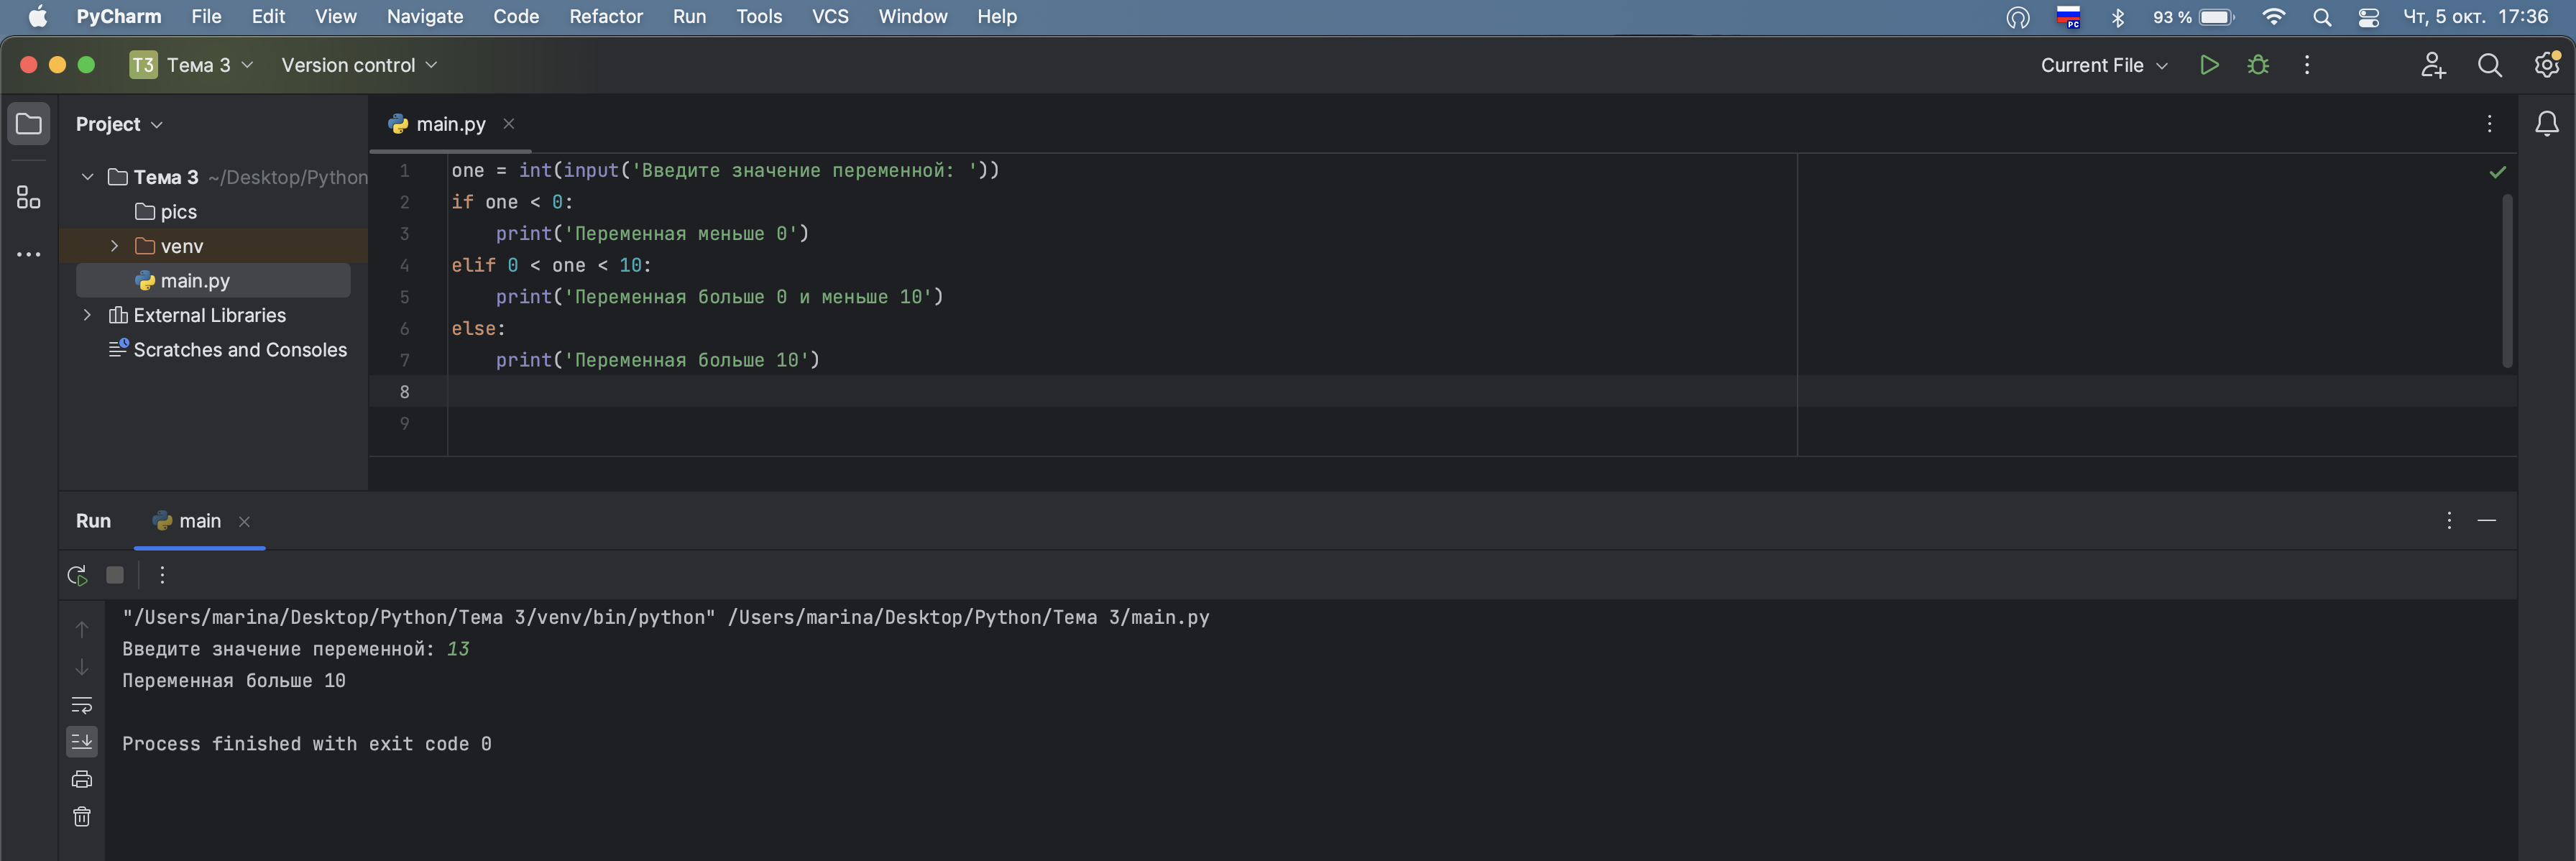 PyCharm File Edit View Navigate Code Refactor Run Tools VCS Window Help РС 93 % Чт, 5 окт. 17:36
T3 Тема 3 Version control Current File
Project
main.py
Тема 3 ~/Desktop/Python
pics
venv
main.py
External Libraries
Scratches and Consoles
1 one = int(input('Введите значение переменной: '))
2 if one < 0:
3     print('Переменная меньше 0')
4 elif 0 < one < 10:
5     print('Переменная больше 0 и меньше 10')
6 else:
7     print('Переменная больше 10')
8
9
Run main
"/Users/marina/Desktop/Python/Тема 3/venv/bin/python" /Users/marina/Desktop/Python/Тема 3/main.py
Введите значение переменной: 13
Переменная больше 10
Process finished with exit code 0